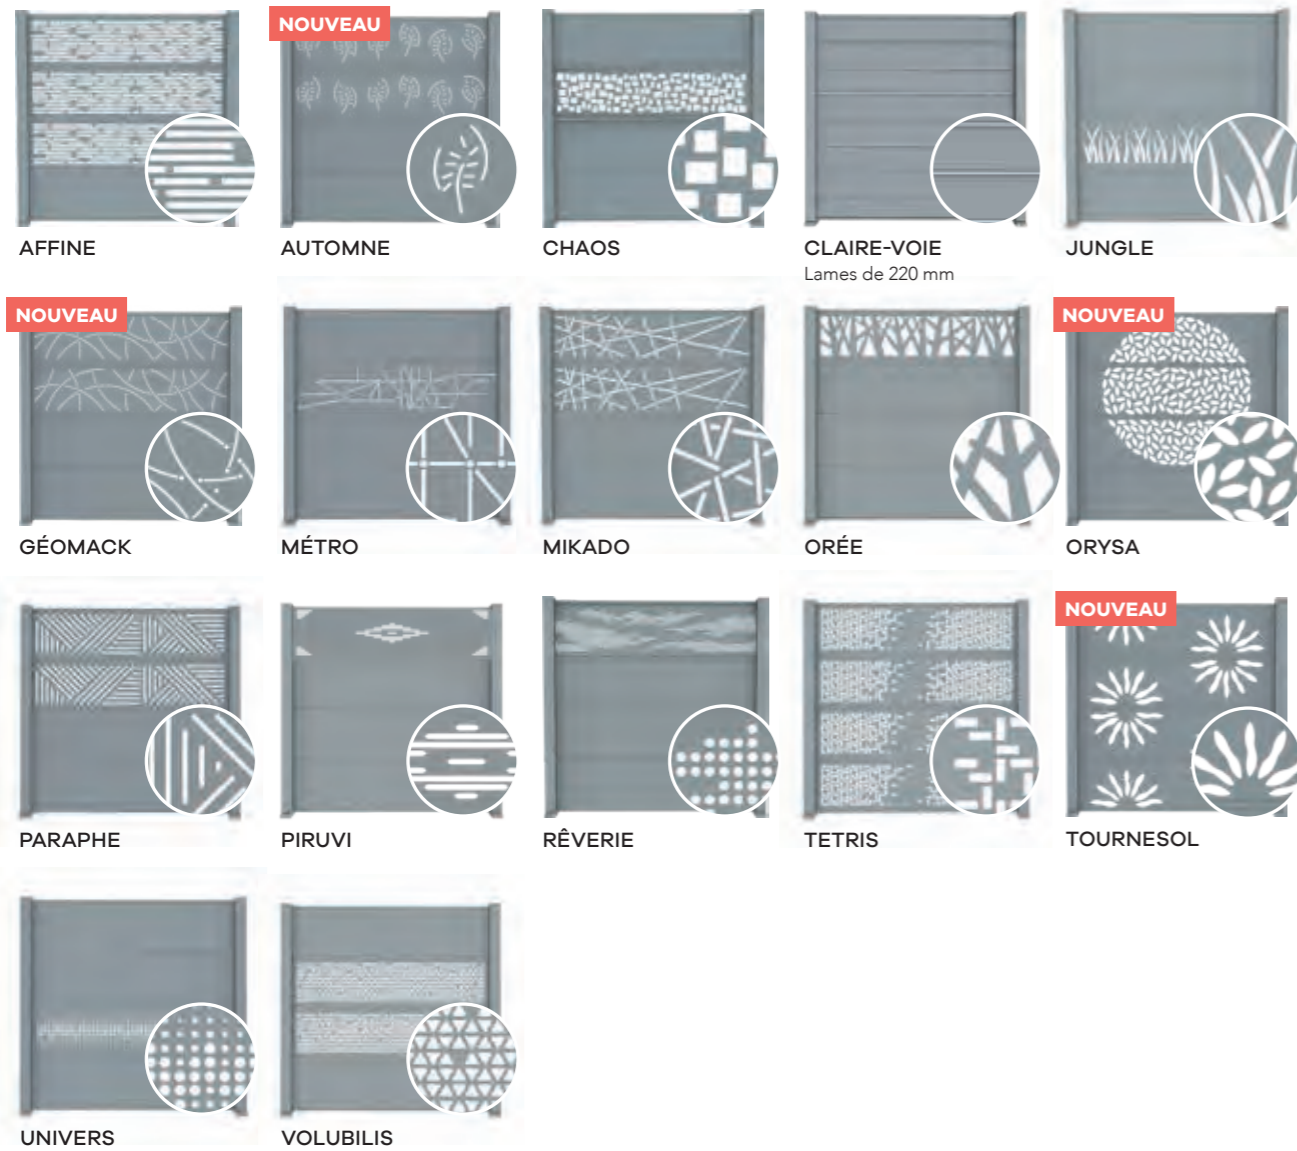 NOUVEAU
AFFINE
AUTOMNE
CHAOS
CLAIRE-VOIE
Lames de 220 mm
JUNGLE
NOUVEAU
NOUVEAU
GÉOMACK
MÉTRO
MIKADO
ORÉE
ORYSA
NOUVEAU
PARAPHE
PIRUVI
RÊVERIE
TETRIS
TOURNESOL
UNIVERS
VOLUBILIS